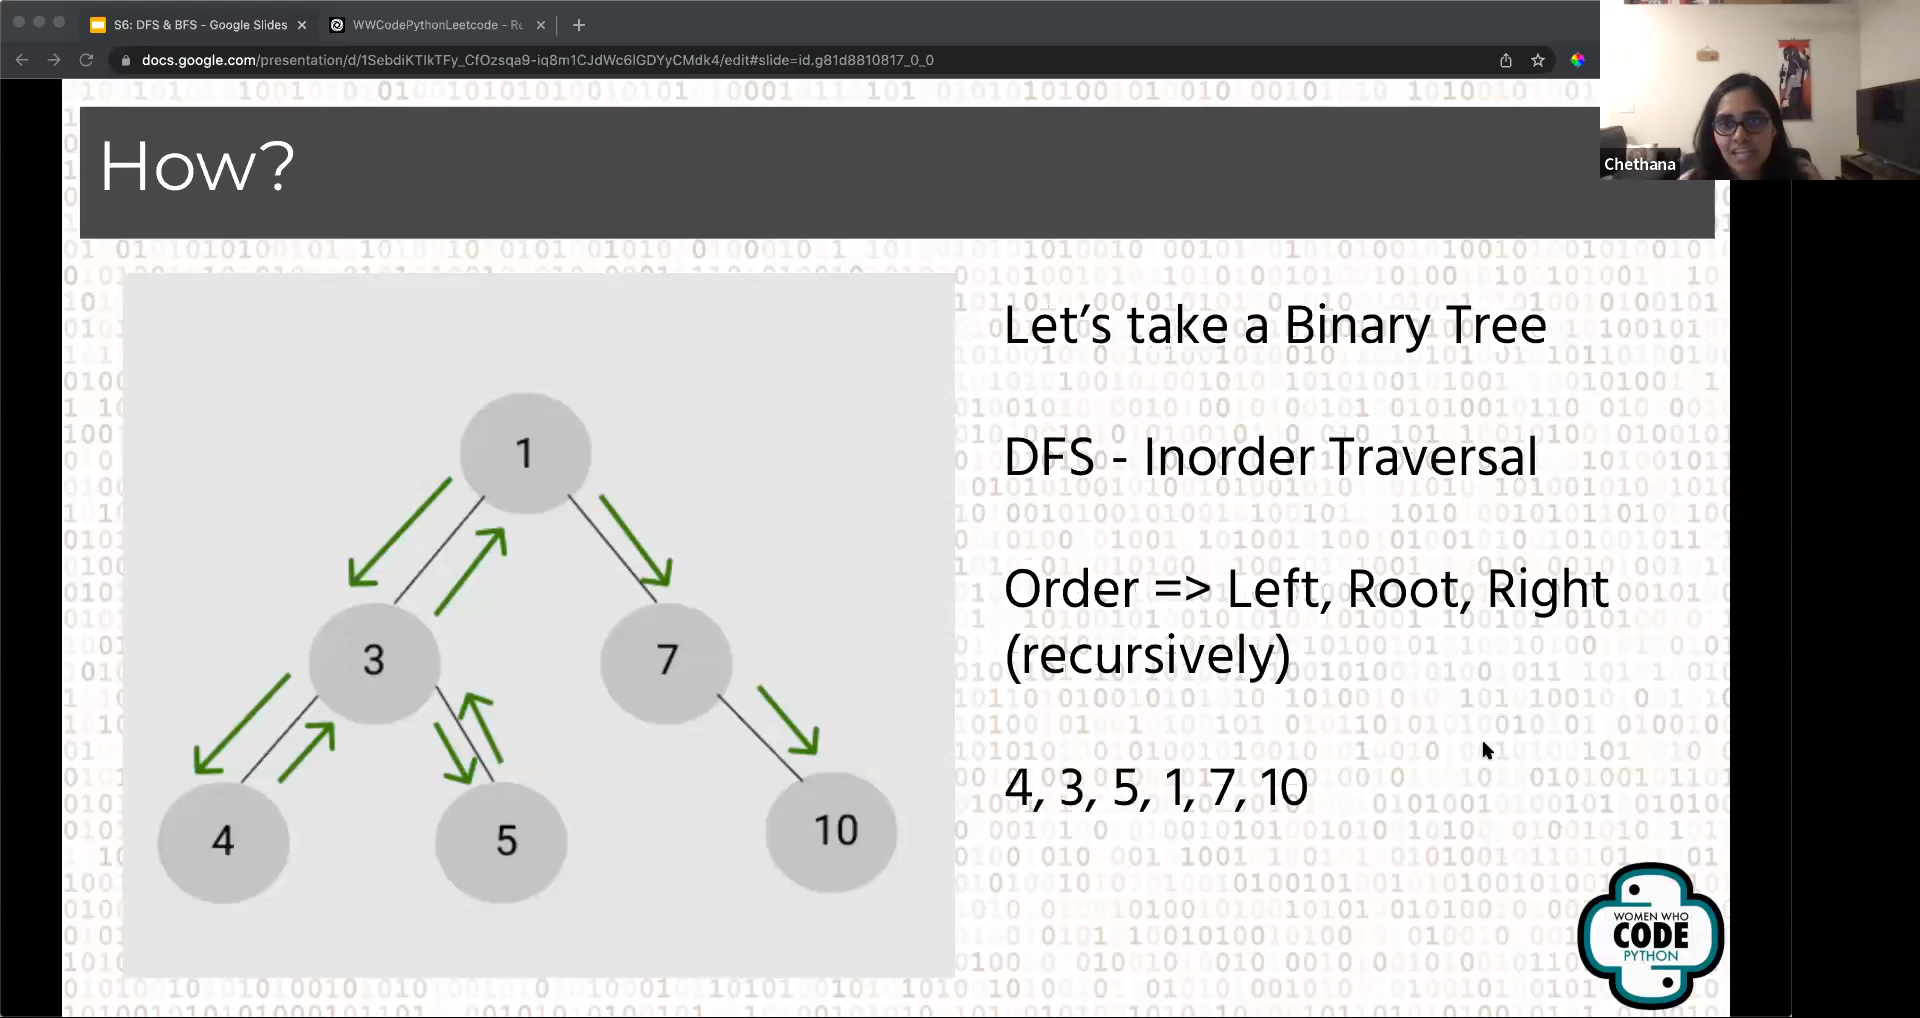 S6: DFS & BFS - Google Slides
WWCodePythonLeetcode - Re
docs.google.com/presentation/d/1SebdiKTIkTFy_CfOzsqa9-iq8m1CJdWc6lGDYyCMdk4/edit#slide=id.g81d8810817_0_0
Chethana
How?
Let's take a Binary Tree
DFS - Inorder Traversal
Order => Left, Root, Right
(recursively)
4, 3, 5, 1, 7, 10
1
3
7
4
5
10
WOMEN WHO
CODE
PYTHON